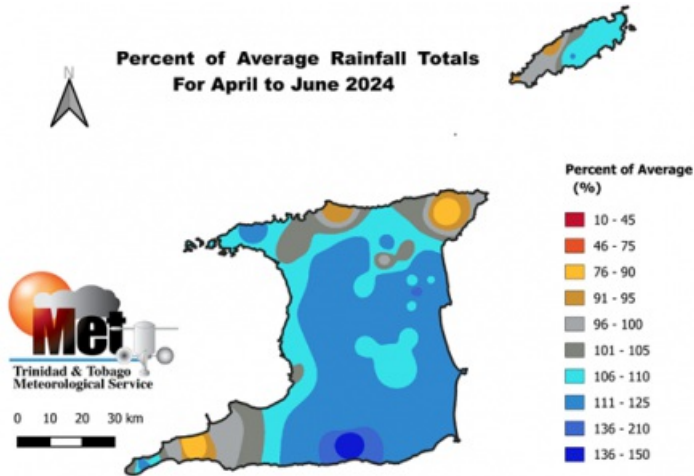 Percent of Average Rainfall Totals
For April to June 2024
N
Percent of Average
(%)
10 - 45
46 - 75
76 - 90
91 - 95
96 - 100
101 - 105
106 - 110
111 - 125
136 - 210
136 - 150
Met
Trinidad & Tobago
Meteorological Service
0 10 20 30 km